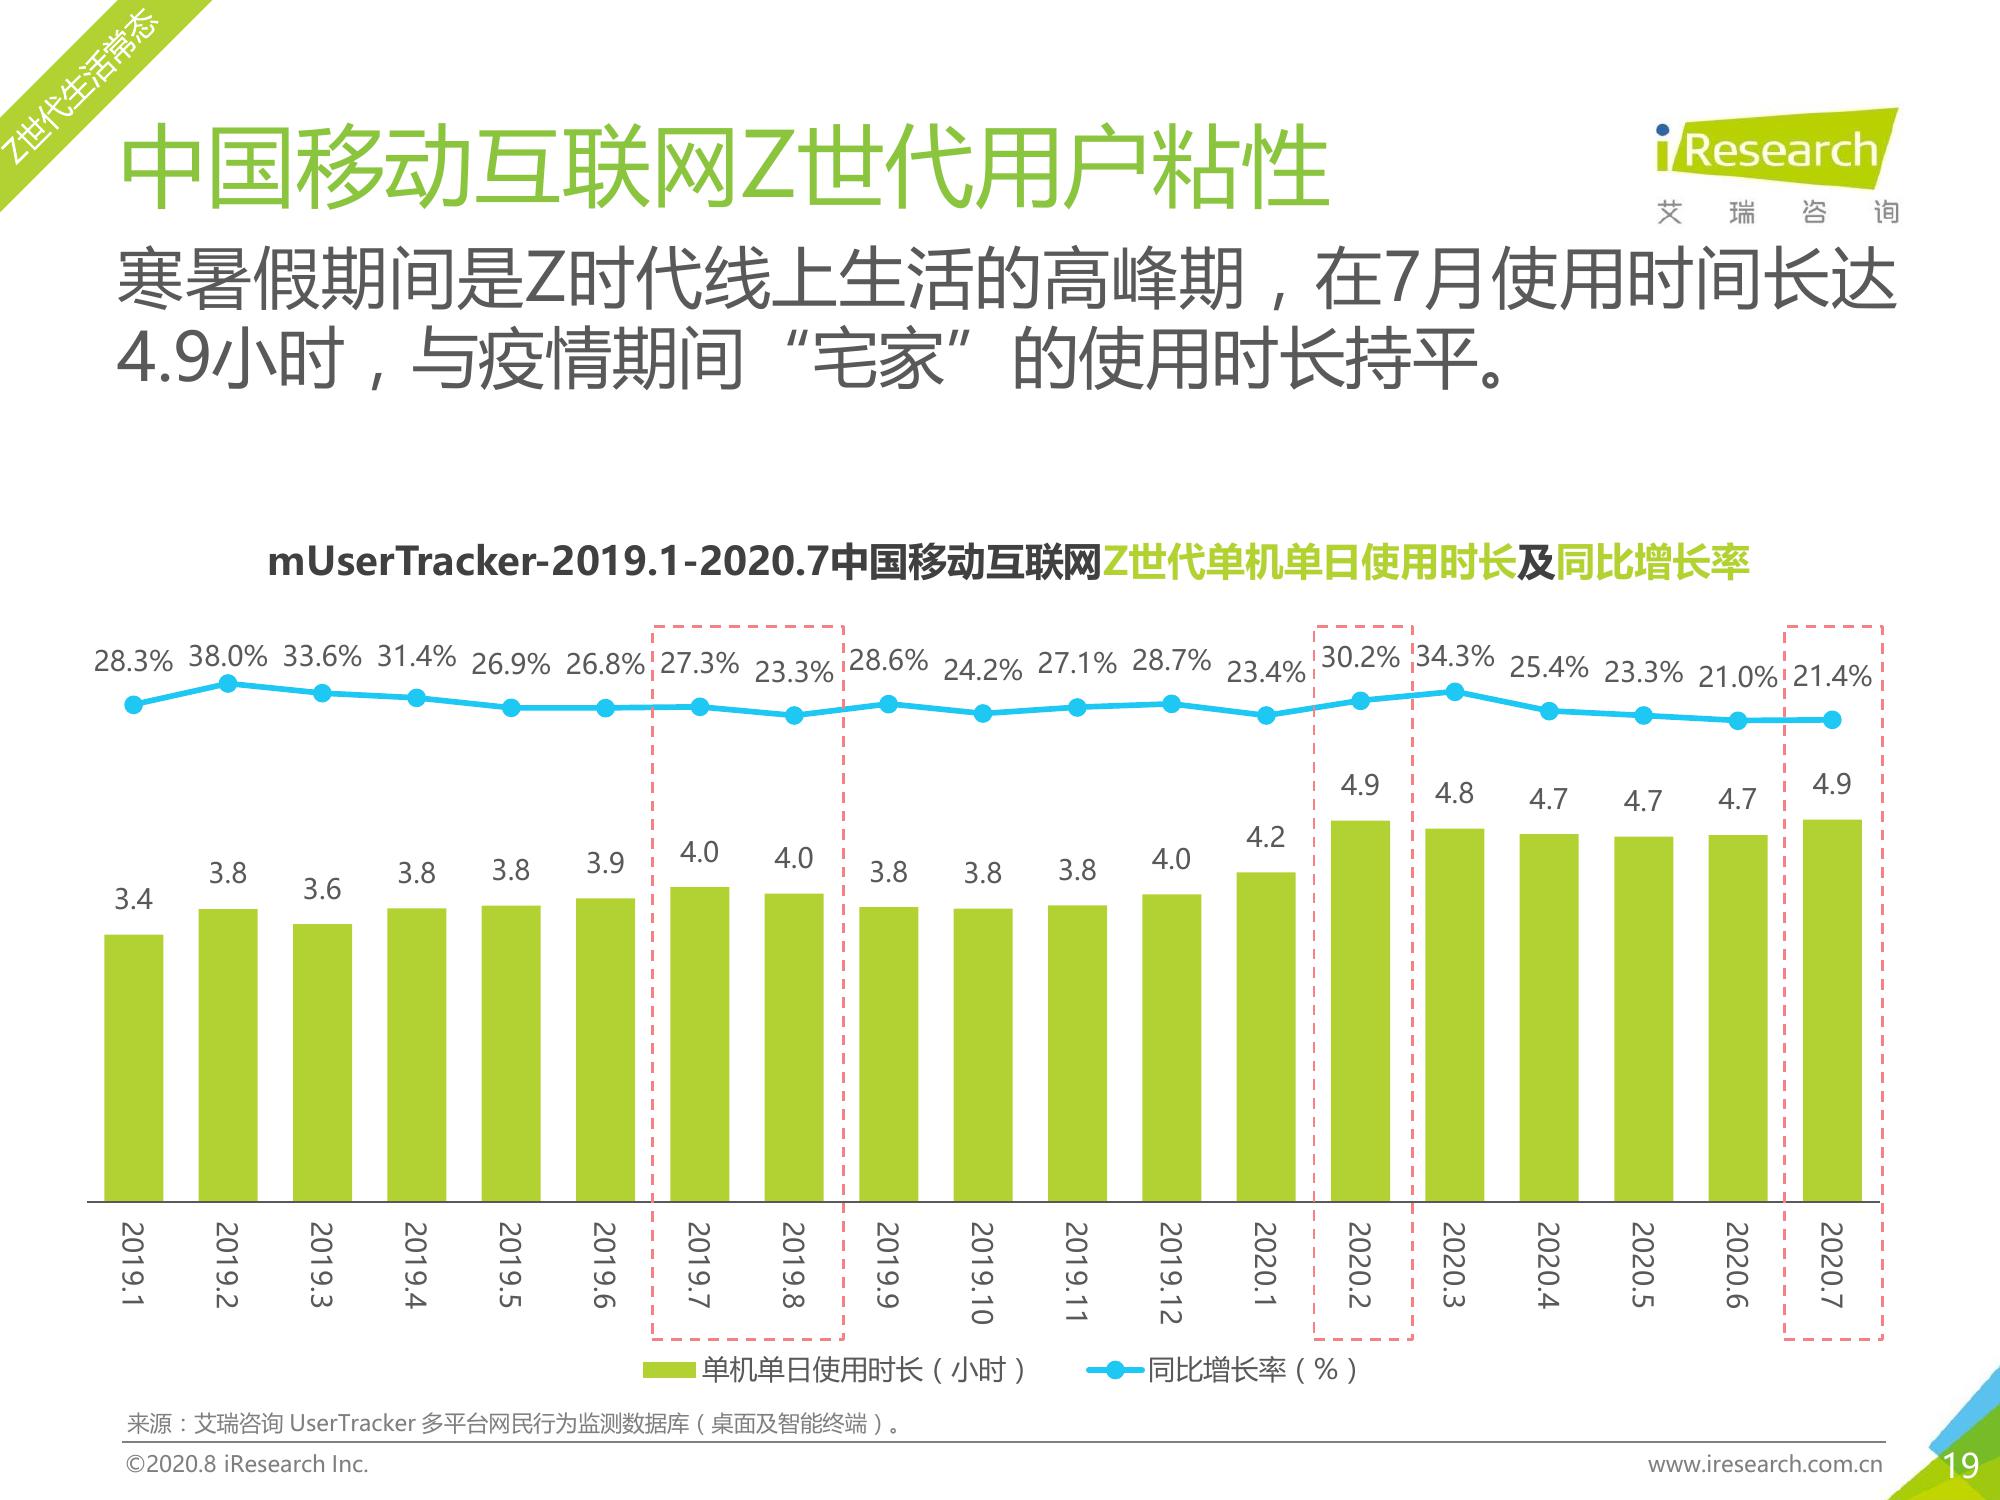 Z世代生活常态
中国移动互联网Z世代用户粘性
iResearch
艾瑞咨询
寒暑假期间是Z时代线上生活的高峰期，在7月使用时间长达
4.9小时，与疫情期间“宅家”的使用时长持平。
mUserTracker-2019.1-2020.7中国移动互联网Z世代单机单日使用时长及同比增长率
28.3% 38.0% 33.6% 31.4% 26.9% 26.8% 27.3% 23.3% 28.6% 24.2% 27.1% 28.7% 23.4% 30.2% 34.3% 25.4% 23.3% 21.0% 21.4%
3.4 3.8 3.6 3.8 3.8 3.9 4.0 4.0 3.8 3.8 3.8 4.0 4.2 4.9 4.8 4.7 4.7 4.7 4.9
2019.1 2019.2 2019.3 2019.4 2019.5 2019.6 2019.7 2019.8 2019.9 2019.10 2019.11 2019.12 2020.1 2020.2 2020.3 2020.4 2020.5 2020.6 2020.7
单机单日使用时长（小时） 同比增长率（%）
来源：艾瑞咨询 UserTracker 多平台网民行为监测数据库（桌面及智能终端）。
©2020.8 iResearch Inc. www.iresearch.com.cn 19